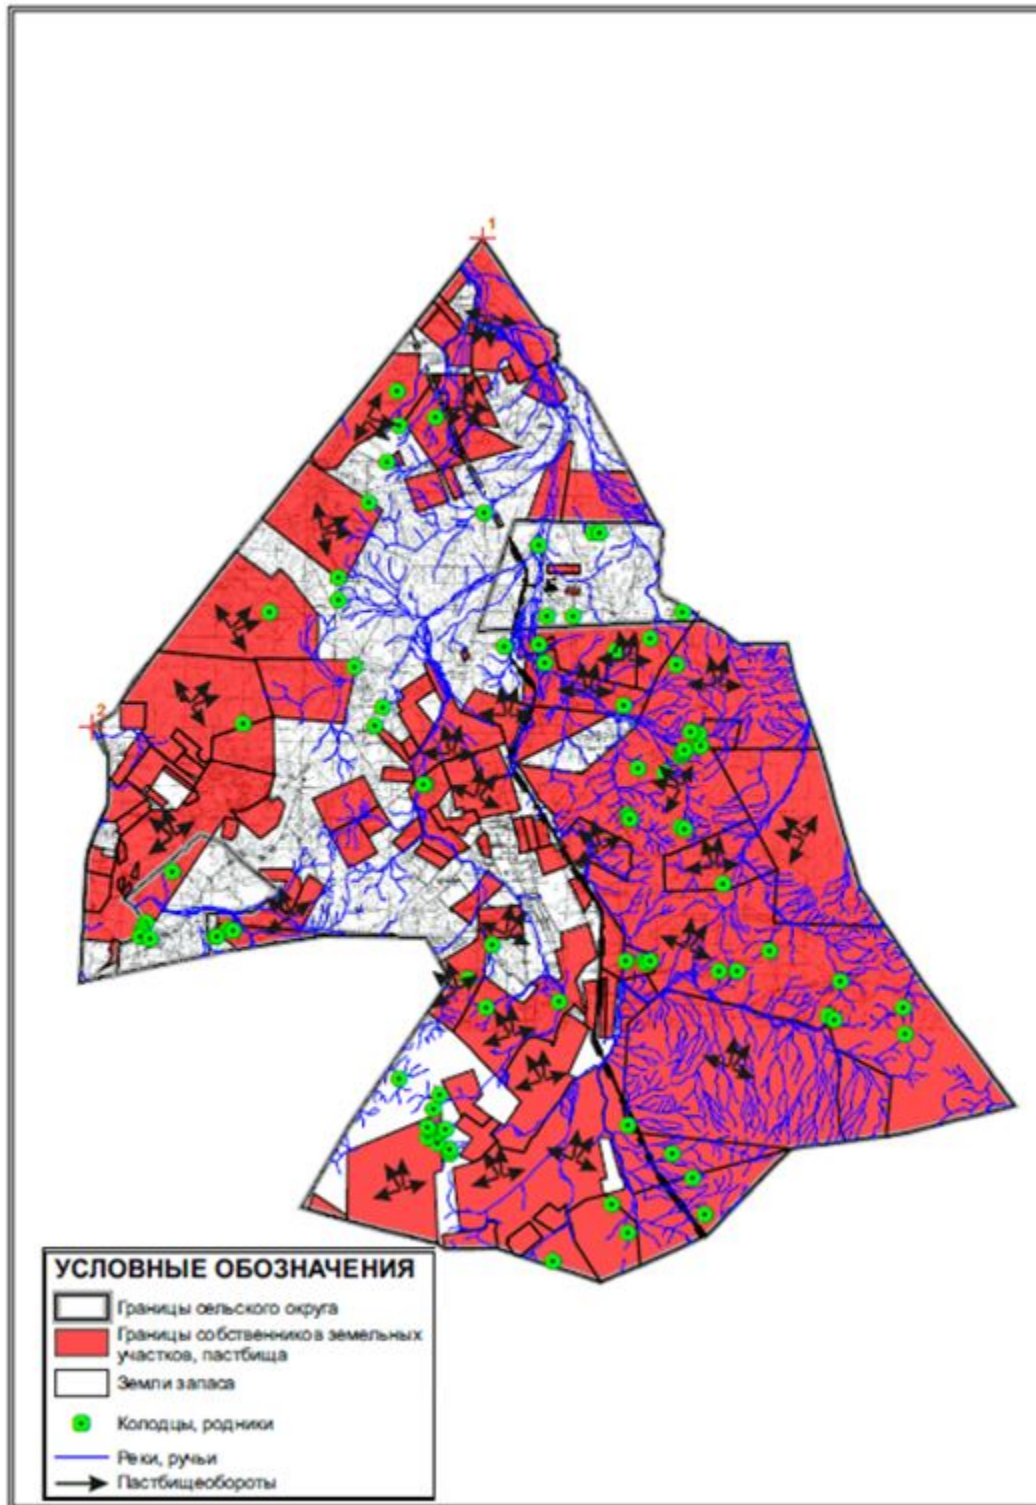 1
2
УСЛОВНЫЕ ОБОЗНАЧЕНИЯ
Границы сельского округа
Границы собственников земельных
участков, пастбища
Земли запаса
Колодцы, родники
Реки, ручьи
Пастбищеобороты